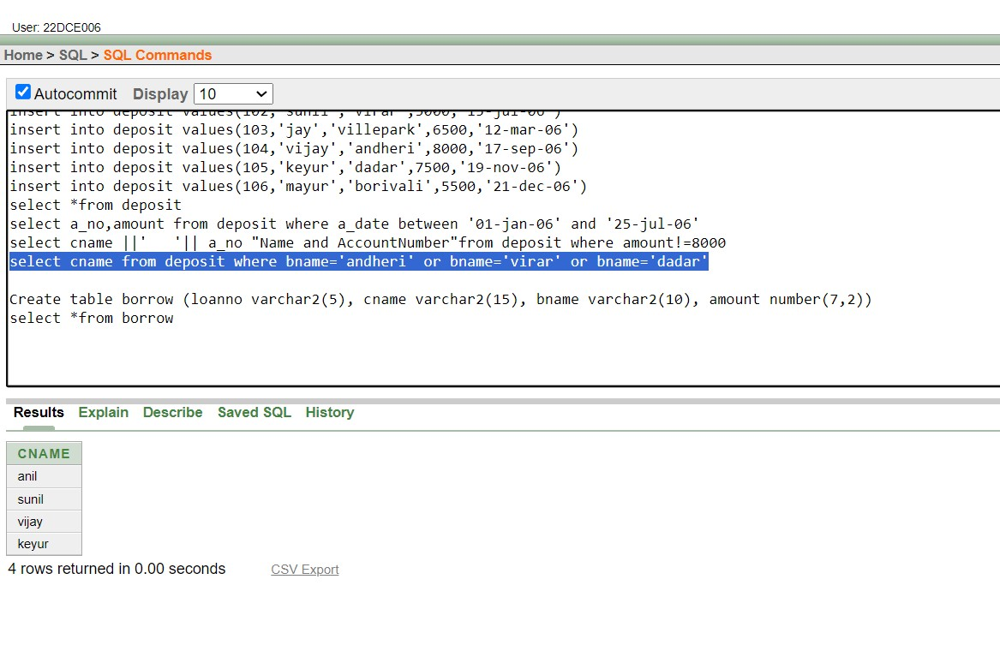 User: 22DCE006
Home > SQL > SQL Commands
Autocommit Display 10
insert into deposit values(102,'sunil','virar',5000,'15-jul-06')
insert into deposit values(103,'jay','villepark',6500,'12-mar-06')
insert into deposit values(104,'vijay','andheri',8000,'17-sep-06')
insert into deposit values(105,'keyur','dadar',7500,'19-nov-06')
insert into deposit values(106,'mayur','borivali',5500,'21-dec-06')
select *from deposit
select a_no,amount from deposit where a_date between '01-jan-06' and '25-jul-06'
select cname ||'   '|| a_no "Name and AccountNumber"from deposit where amount!=8000
select cname from deposit where bname='andheri' or bname='virar' or bname='dadar'
Create table borrow (loanno varchar2(5), cname varchar2(15), bname varchar2(10), amount number(7,2))
select *from borrow
Results Explain Describe Saved SQL History
CNAME
anil
sunil
vijay
keyur
4 rows returned in 0.00 seconds CSV Export